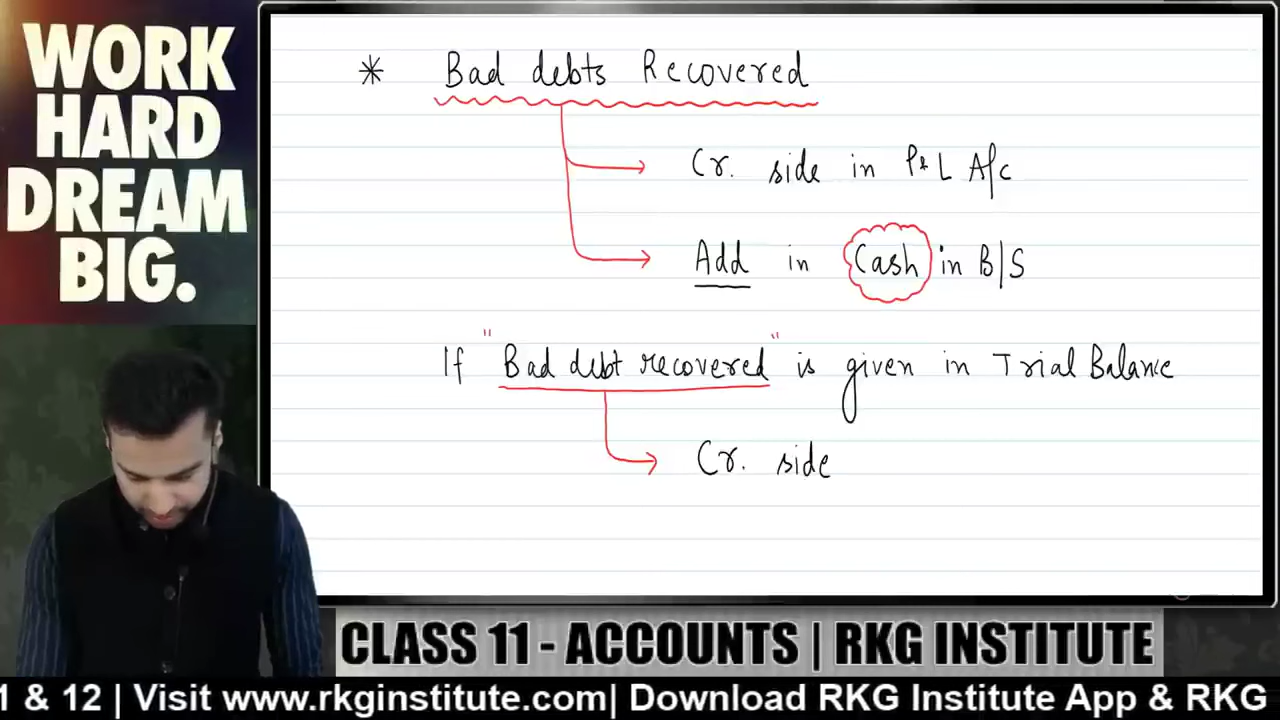 WORK
HARD
DREAM
BIG.
* Bad debts Recovered
Cr. side in P&L A/c
Add in Cash in B/S
If "Bad debt recovered" is given in Trial Balance
Cr. side
CLASS 11 - ACCOUNTS | RKG INSTITUTE
1 & 12 | Visit www.rkginstitute.com| Download RKG Institute App & RKG